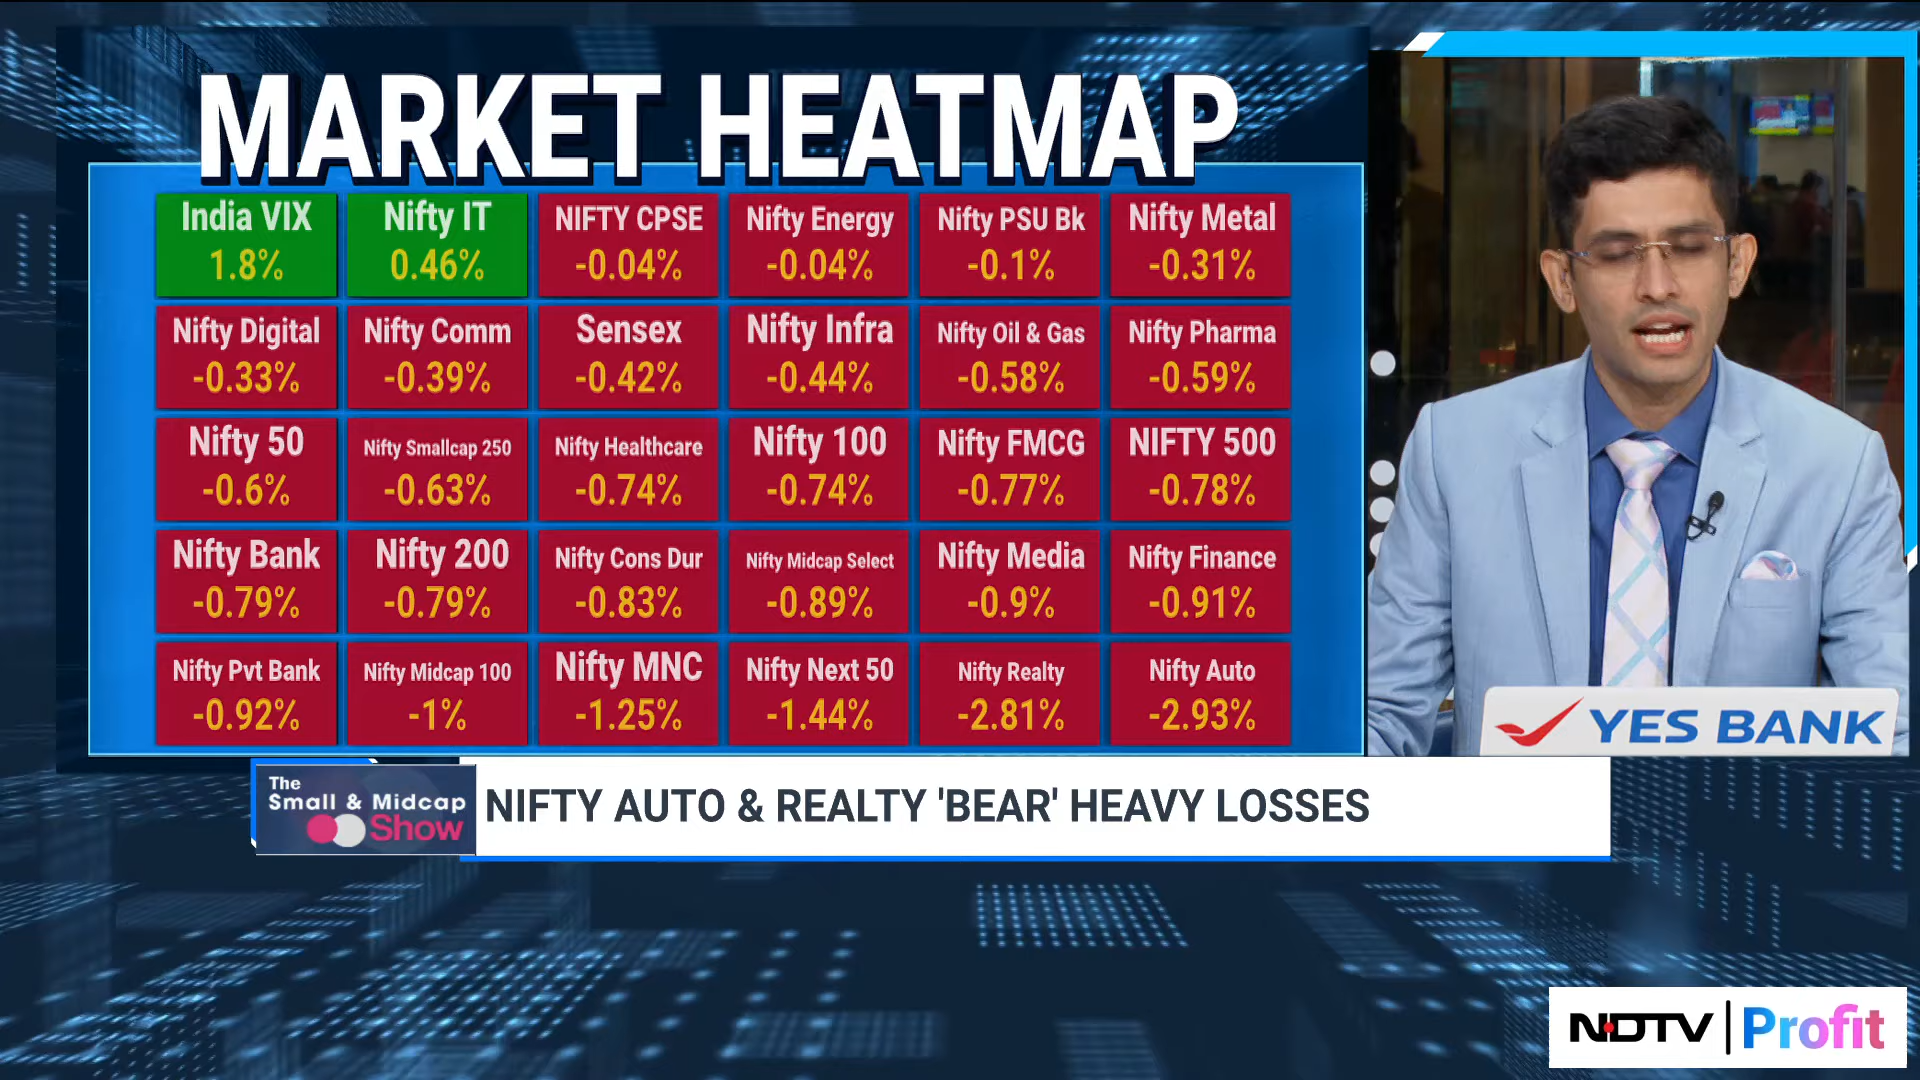 MARKET HEATMAP
India VIX
1.8%
Nifty IT
0.46%
NIFTY CPSE
-0.04%
Nifty Energy
-0.04%
Nifty PSU Bk
-0.1%
Nifty Metal
-0.31%
Nifty Digital
-0.33%
Nifty Comm
-0.39%
Sensex
-0.42%
Nifty Infra
-0.44%
Nifty Oil & Gas
-0.58%
Nifty Pharma
-0.59%
Nifty 50
-0.6%
Nifty Smallcap 250
-0.63%
Nifty Healthcare
-0.74%
Nifty 100
-0.74%
Nifty FMCG
-0.77%
NIFTY 500
-0.78%
Nifty Bank
-0.79%
Nifty 200
-0.79%
Nifty Cons Dur
-0.83%
Nifty Midcap Select
-0.89%
Nifty Media
-0.9%
Nifty Finance
-0.91%
Nifty Pvt Bank
-0.92%
Nifty Midcap 100
-1%
Nifty MNC
-1.25%
Nifty Next 50
-1.44%
Nifty Realty
-2.81%
Nifty Auto
-2.93%
YES BANK
The
Small & Midcap
Show
NIFTY AUTO & REALTY 'BEAR' HEAVY LOSSES
NDTV Profit